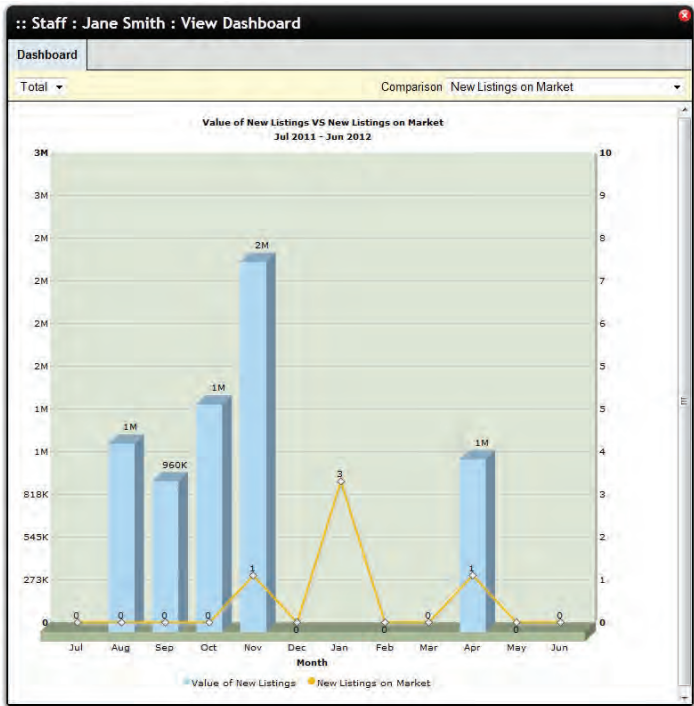 :: Staff : Jane Smith : View Dashboard
Dashboard
Total
Comparison New Listings on Market
Value of New Listings VS New Listings on Market
Jul 2011 - Jun 2012
3M 10
3M 9
2M 8
2M 7
2M 6
2M 5
1M 5
1M 4
818K 3
545K 2
273K 1
0 0
2M
1M
1M
960K
1M
3
1
1
0 0 0 0 0 0 0 0 0
Jul Aug Sep Oct Nov Dec Jan Feb Mar Apr May Jun
Month
Value of New Listings New Listings on Market